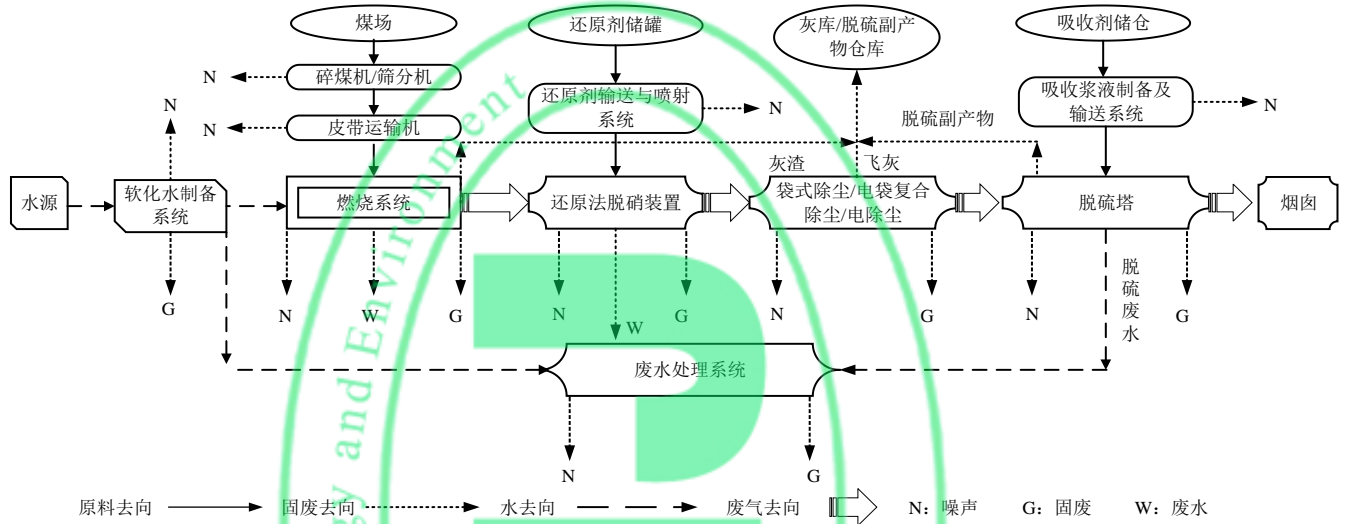 煤场
还原剂储罐
灰库/脱硫副产
物仓库
吸收剂储仓
N
碎煤机/筛分机
还原剂输送与喷射
系统
N
吸收浆液制备及
输送系统
N
N
N
皮带运输机
脱硫副产物
灰渣
飞灰
水源
软化水制备
系统
燃烧系统
还原法脱硝装置
袋式除尘/电袋复合
除尘/电除尘
脱硫塔
烟囱
G
N
W
G
N
W
G
N
G
N
脱硫废水
G
废水处理系统
N
G
原料去向
固废去向
水去向
废气去向
N：噪声
G：固废
W：废水
gy and Environment